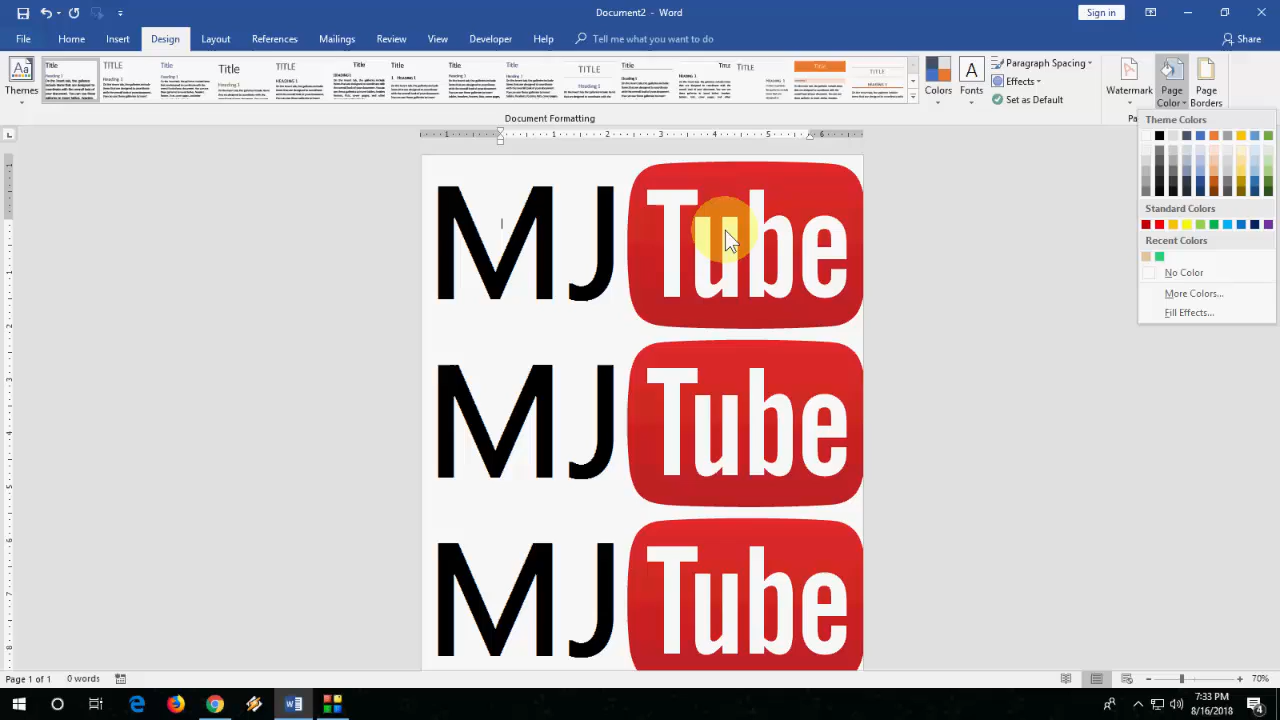 Document2 - Word
Sign in
File Home Insert Design Layout References Mailings Review View Developer Help Tell me what you want to do Share
Colors
Fonts
Paragraph Spacing
Effects
Set as Default
Watermark
Page Color
Page Borders
Document Formatting
Theme Colors
Standard Colors
Recent Colors
No Color
More Colors...
Fill Effects...
MJ Tube
MJ Tube
MJ Tube
Page 1 of 1 0 words 70%
7:33 PM
8/16/2018